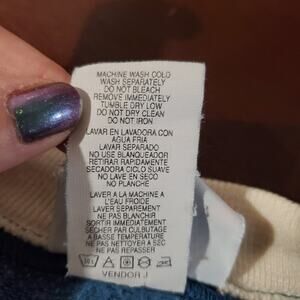 MACHINE WASH COLD
WASH SEPARATELY
DO NOT BLEACH
REMOVE IMMEDIATELY
TUMBLE DRY LOW
DO NOT DRY CLEAN
DO NOT IRON
LAVAR EN LAVADORA CON
AGUA FRIA
LAVAR SEPARADO
NO USE BLANQUEADOR
RETIRAR RAPIDAMENTE
SECADORA CICLO SUAVE
NO LAVE EN SECO
NO PLANCHE
LAVER A LA MACHINE A
L'EAU FROIDE
LAVER SEPAREMENT
NE PAS BLANCHIR
SORTIR IMMEDIATEMENT
SECHER PAR CULBUTAGE
A BASSE TEMPERATURE
NE PAS NETTOYER A SEC
NE PAS REPASSER
VENDOR J